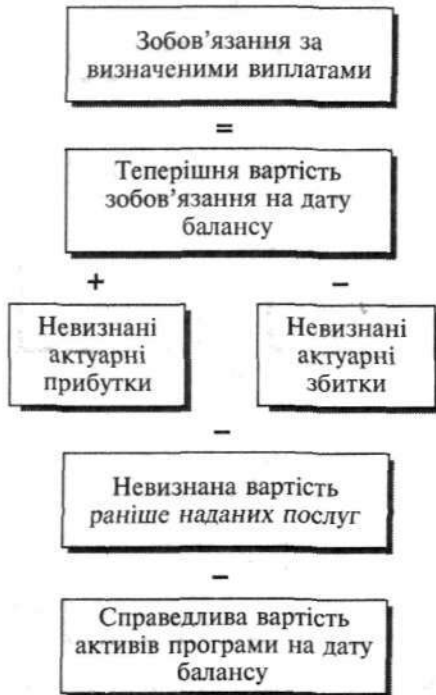 Зобов'язання за
визначеними виплатами
=
Теперішня вартість
зобов'язання на дату
балансу
+ -
Невизнані
актуарні
прибутки
Невизнані
актуарні
збитки
-
Невизнана вартість
раніше наданих послуг
-
Справедлива вартість
активів програми на дату
балансу